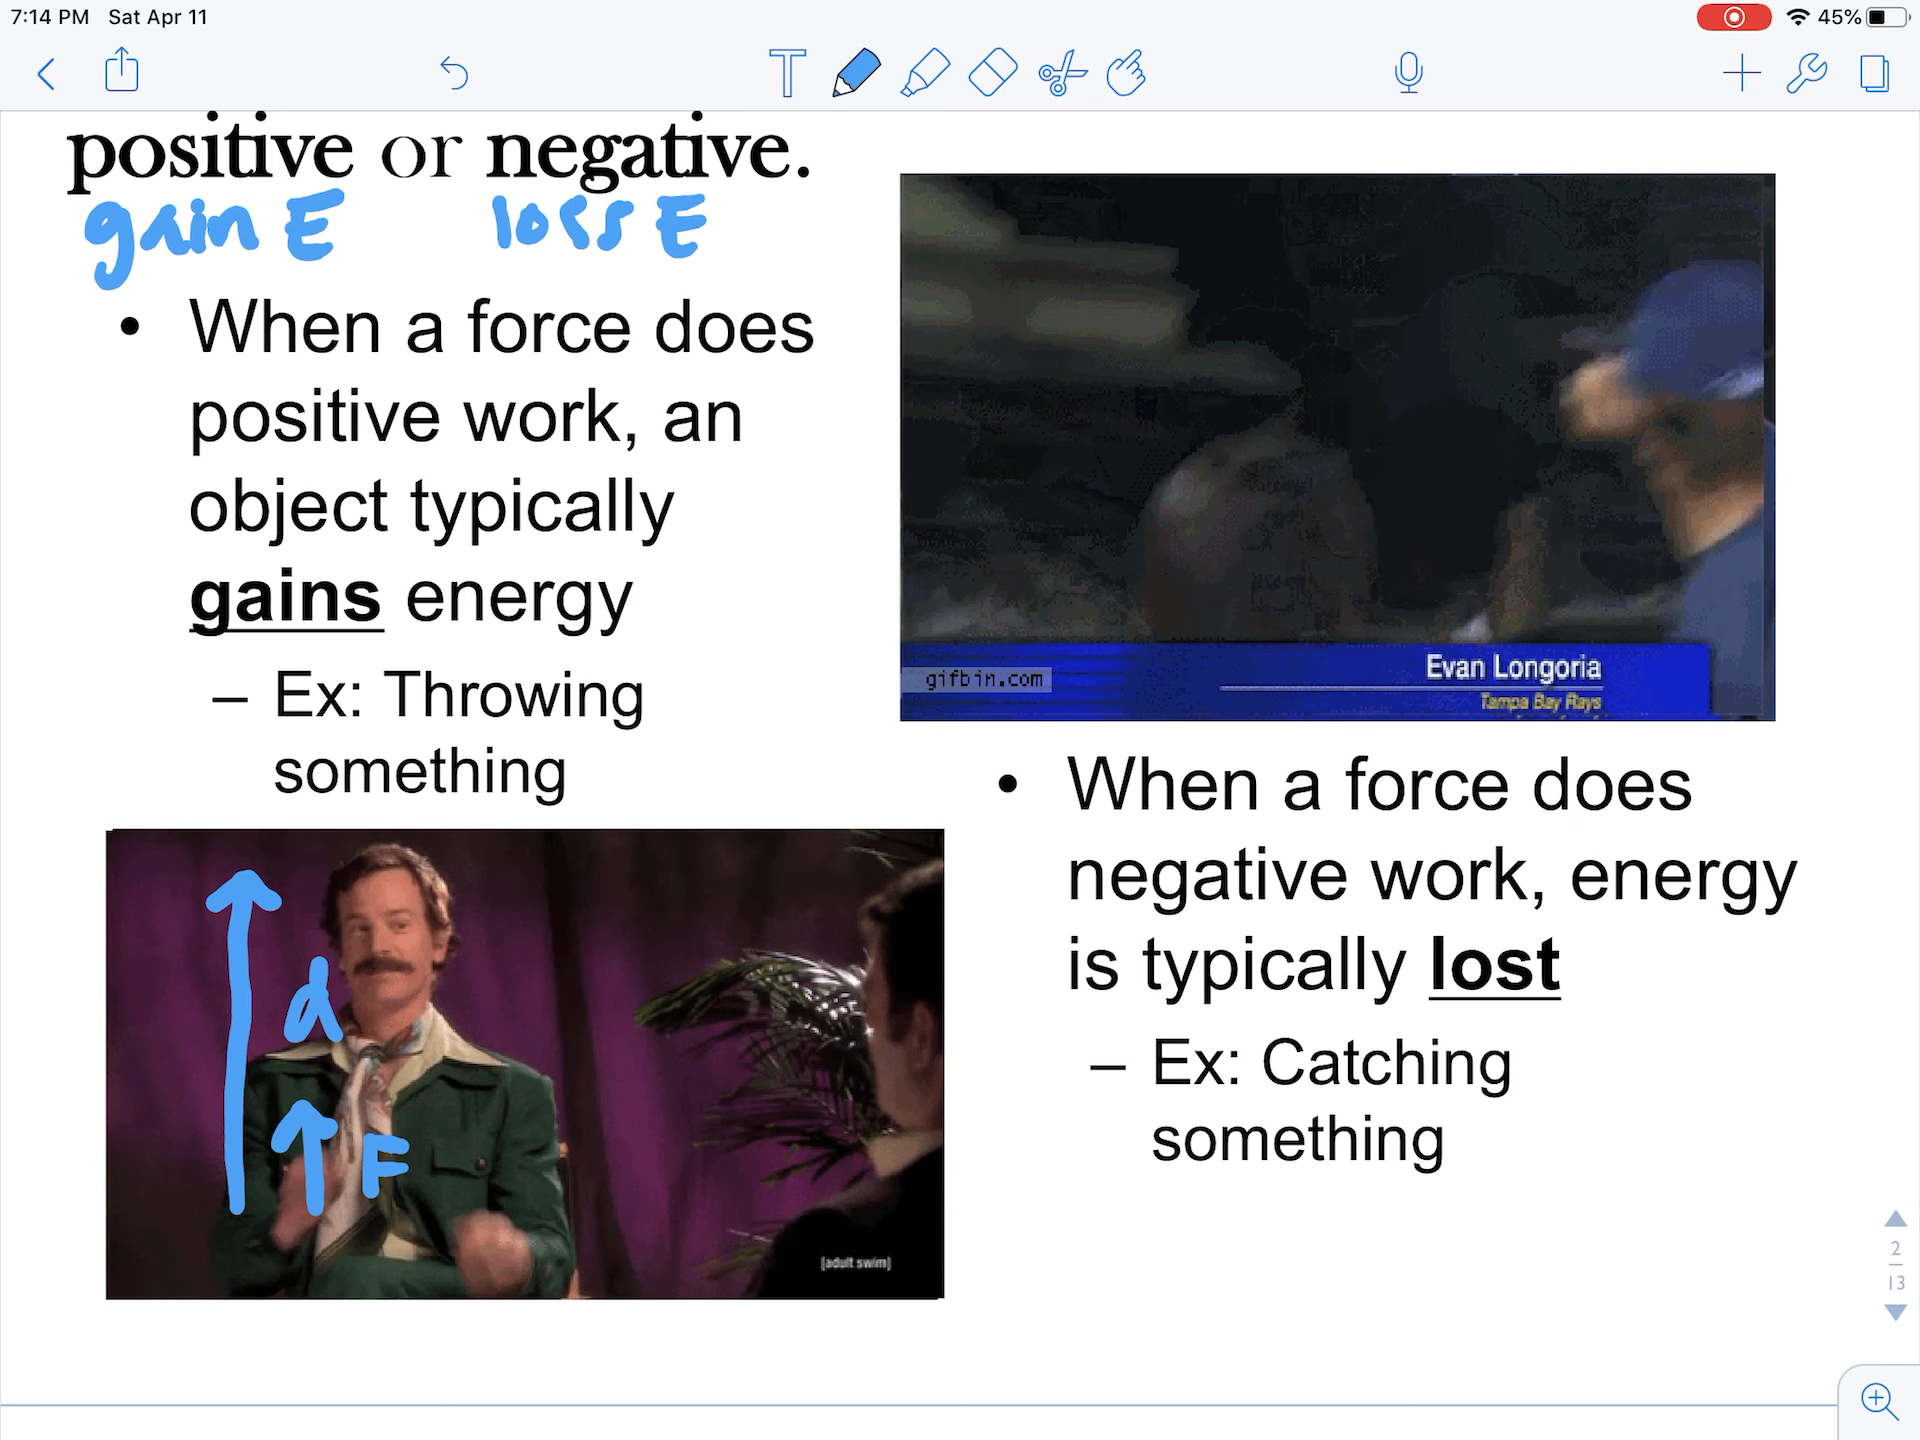 7:14 PM Sat Apr 11
45%
T
positive or negative.
gain E loss E
• When a force does
positive work, an
object typically
gains energy
– Ex: Throwing
something
gifbin.com
Evan Longoria
Tampa Bay Rays
d
F
[adult swim]
• When a force does
negative work, energy
is typically lost
– Ex: Catching
something
2
13